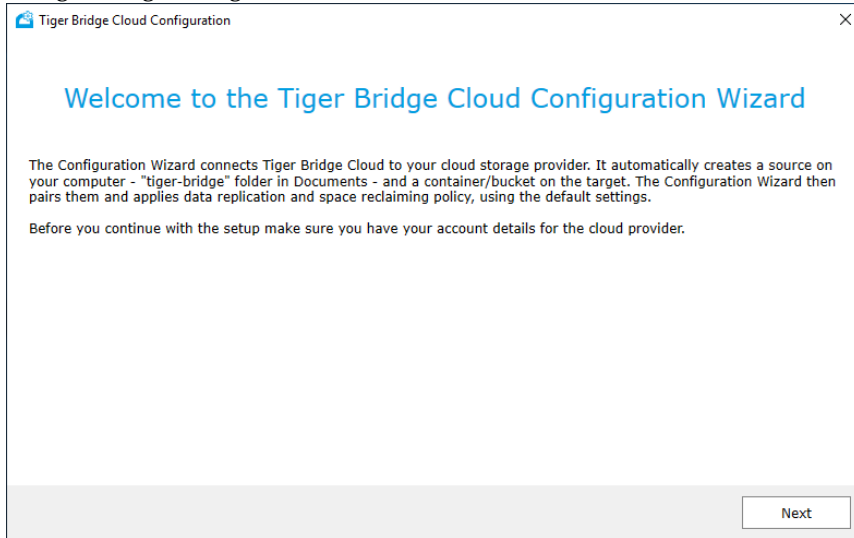 Tiger Bridge Cloud Configuration
Welcome to the Tiger Bridge Cloud Configuration Wizard
The Configuration Wizard connects Tiger Bridge Cloud to your cloud storage provider. It automatically creates a source on
your computer - "tiger-bridge" folder in Documents - and a container/bucket on the target. The Configuration Wizard then
pairs them and applies data replication and space reclaiming policy, using the default settings.
Before you continue with the setup make sure you have your account details for the cloud provider.
Next